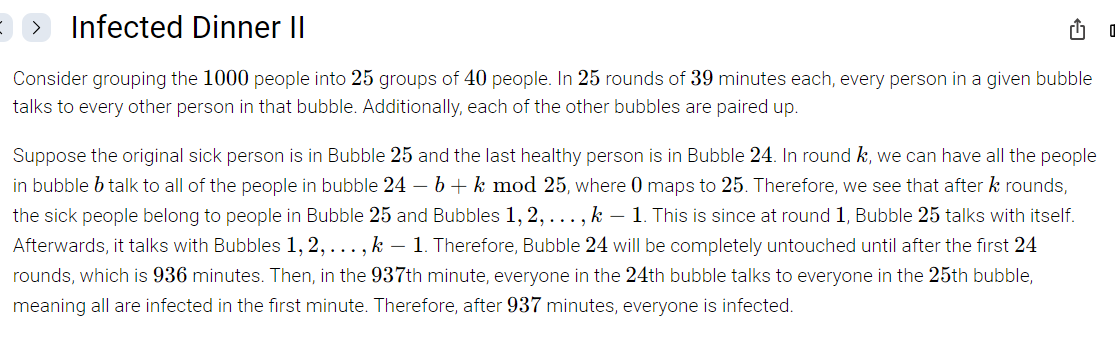 Infected Dinner II
Consider grouping the 1000 people into 25 groups of 40 people. In 25 rounds of 39 minutes each, every person in a given bubble
talks to every other person in that bubble. Additionally, each of the other bubbles are paired up.
Suppose the original sick person is in Bubble 25 and the last healthy person is in Bubble 24. In round k, we can have all the people
in bubble b talk to all of the people in bubble 24 − b + k mod 25, where 0 maps to 25. Therefore, we see that after k rounds,
the sick people belong to people in Bubble 25 and Bubbles 1, 2, . . . , k − 1. This is since at round 1, Bubble 25 talks with itself.
Afterwards, it talks with Bubbles 1, 2, . . . , k − 1. Therefore, Bubble 24 will be completely untouched until after the first 24
rounds, which is 936 minutes. Then, in the 937th minute, everyone in the 24th bubble talks to everyone in the 25th bubble,
meaning all are infected in the first minute. Therefore, after 937 minutes, everyone is infected.